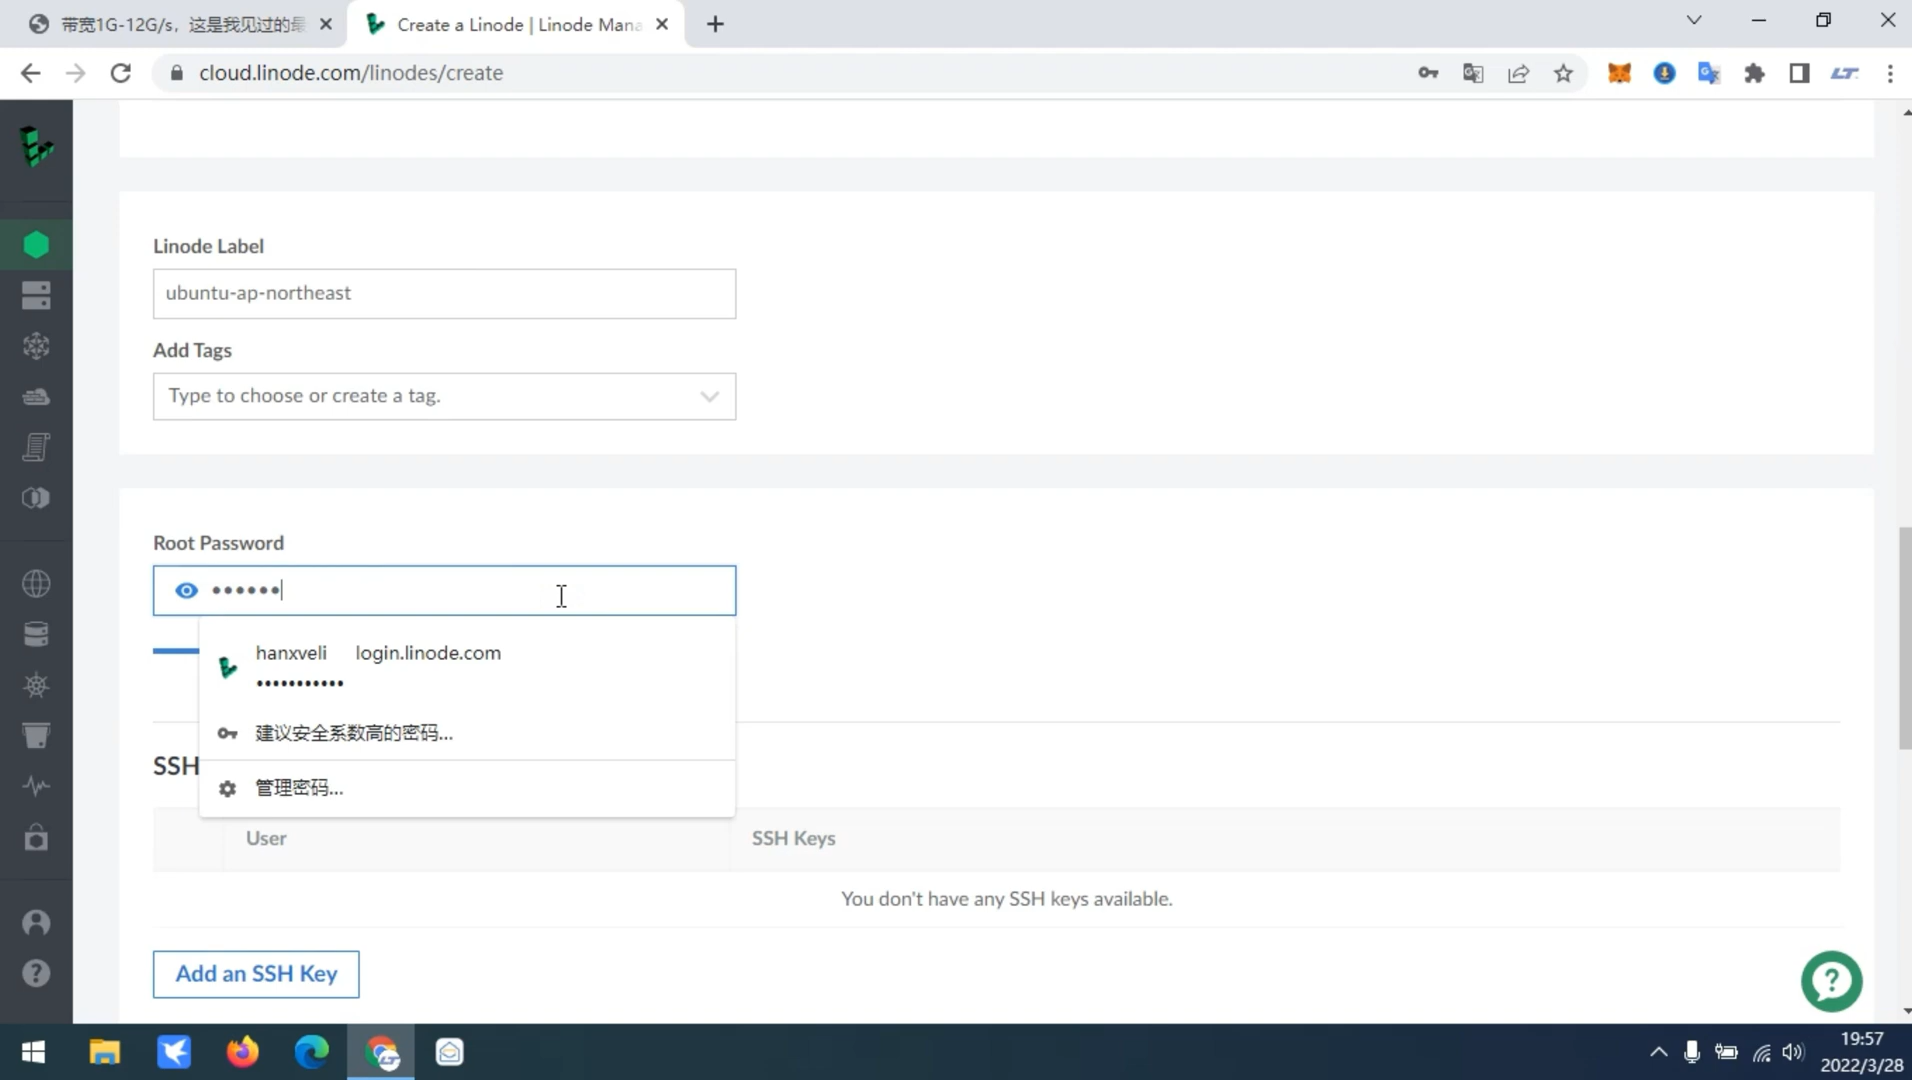 带宽1G-12G/s，这是我见过的最
Create a Linode | Linode Mana
cloud.linode.com/linodes/create
Linode Label
ubuntu-ap-northeast
Add Tags
Type to choose or create a tag.
Root Password
••••••
hanxveli login.linode.com
•••••••••••
建议安全系数高的密码...
管理密码...
SSH
User SSH Keys
You don't have any SSH keys available.
Add an SSH Key
19:57
2022/3/28